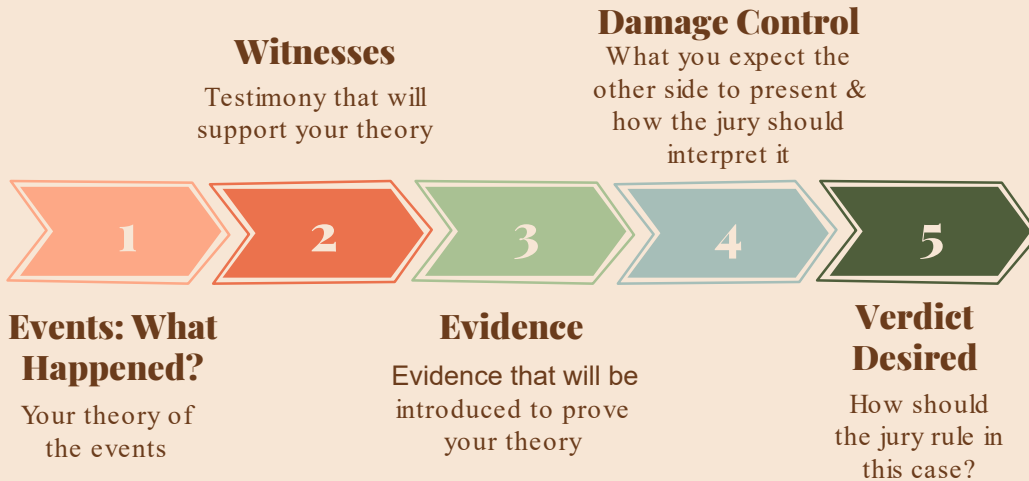 Witnesses
Testimony that will
support your theory
Damage Control
What you expect the
other side to present &
how the jury should
interpret it
1
2
3
4
5
Events: What
Happened?
Your theory of
the events
Evidence
Evidence that will be
introduced to prove
your theory
Verdict
Desired
How should
the jury rule in
this case?